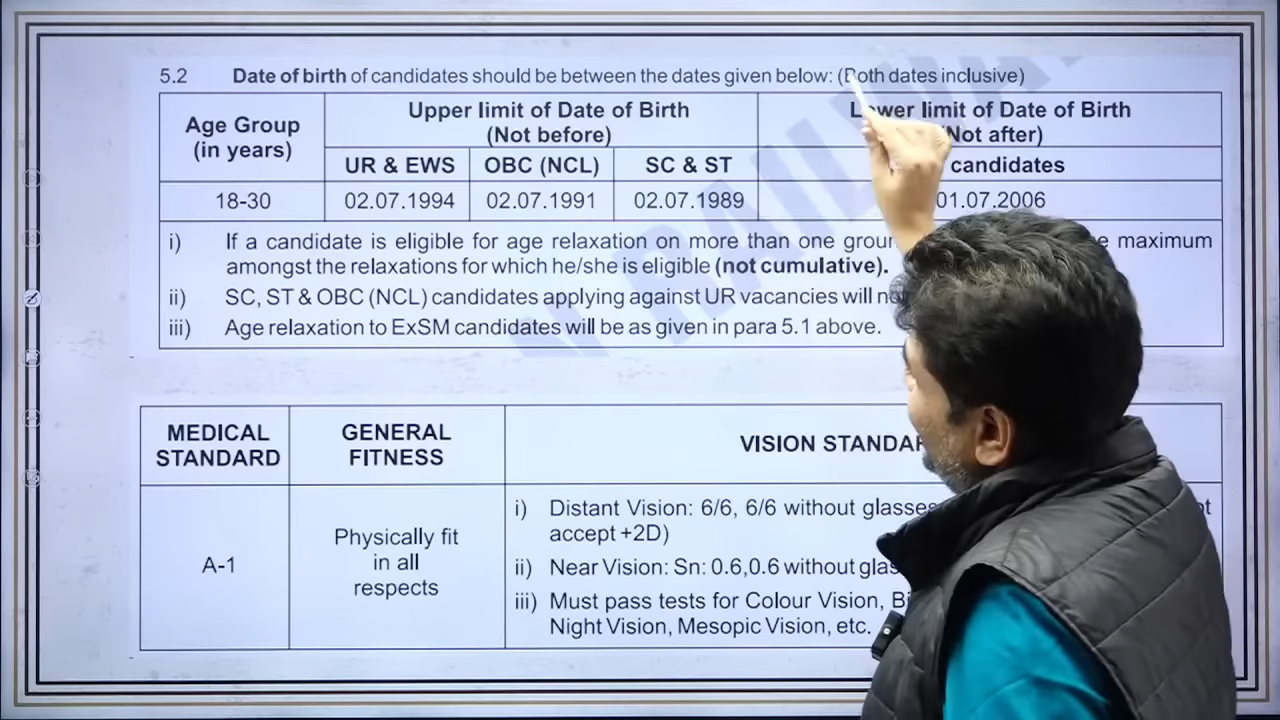 5.2 Date of birth of candidates should be between the dates given below: (Both dates inclusive)
Age Group (in years)
Upper limit of Date of Birth (Not before)
Lower limit of Date of Birth (Not after)
UR & EWS OBC (NCL) SC & ST candidates
18-30 02.07.1994 02.07.1991 02.07.1989 01.07.2006
i) If a candidate is eligible for age relaxation on more than one maximum
amongst the relaxations for which he/she is eligible (not cumulative).
ii) SC, ST & OBC (NCL) candidates applying against UR vacancies will
iii) Age relaxation to ExSM candidates will be as given in para 5.1 above.
MEDICAL STANDARD
GENERAL FITNESS
VISION
A-1
Physically fit
in all
respects
i) Distant Vision: 6/6, 6/6 without glasses
accept +2D)
ii) Near Vision: Sn: 0.6,0.6 without
iii) Must pass tests for Colour Vision,
Night Vision, Mesopic Vision, etc.